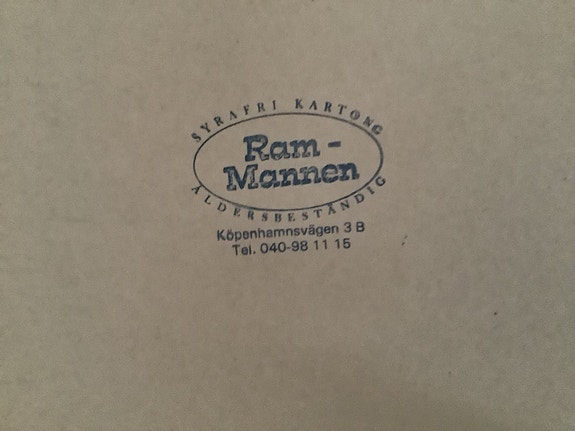 SYRAFRI KARTONG
Ram-
Mannen
ÅLDERSBESTÄNDIG
Köpenhamnsvägen 3 B
Tel. 040-98 11 15